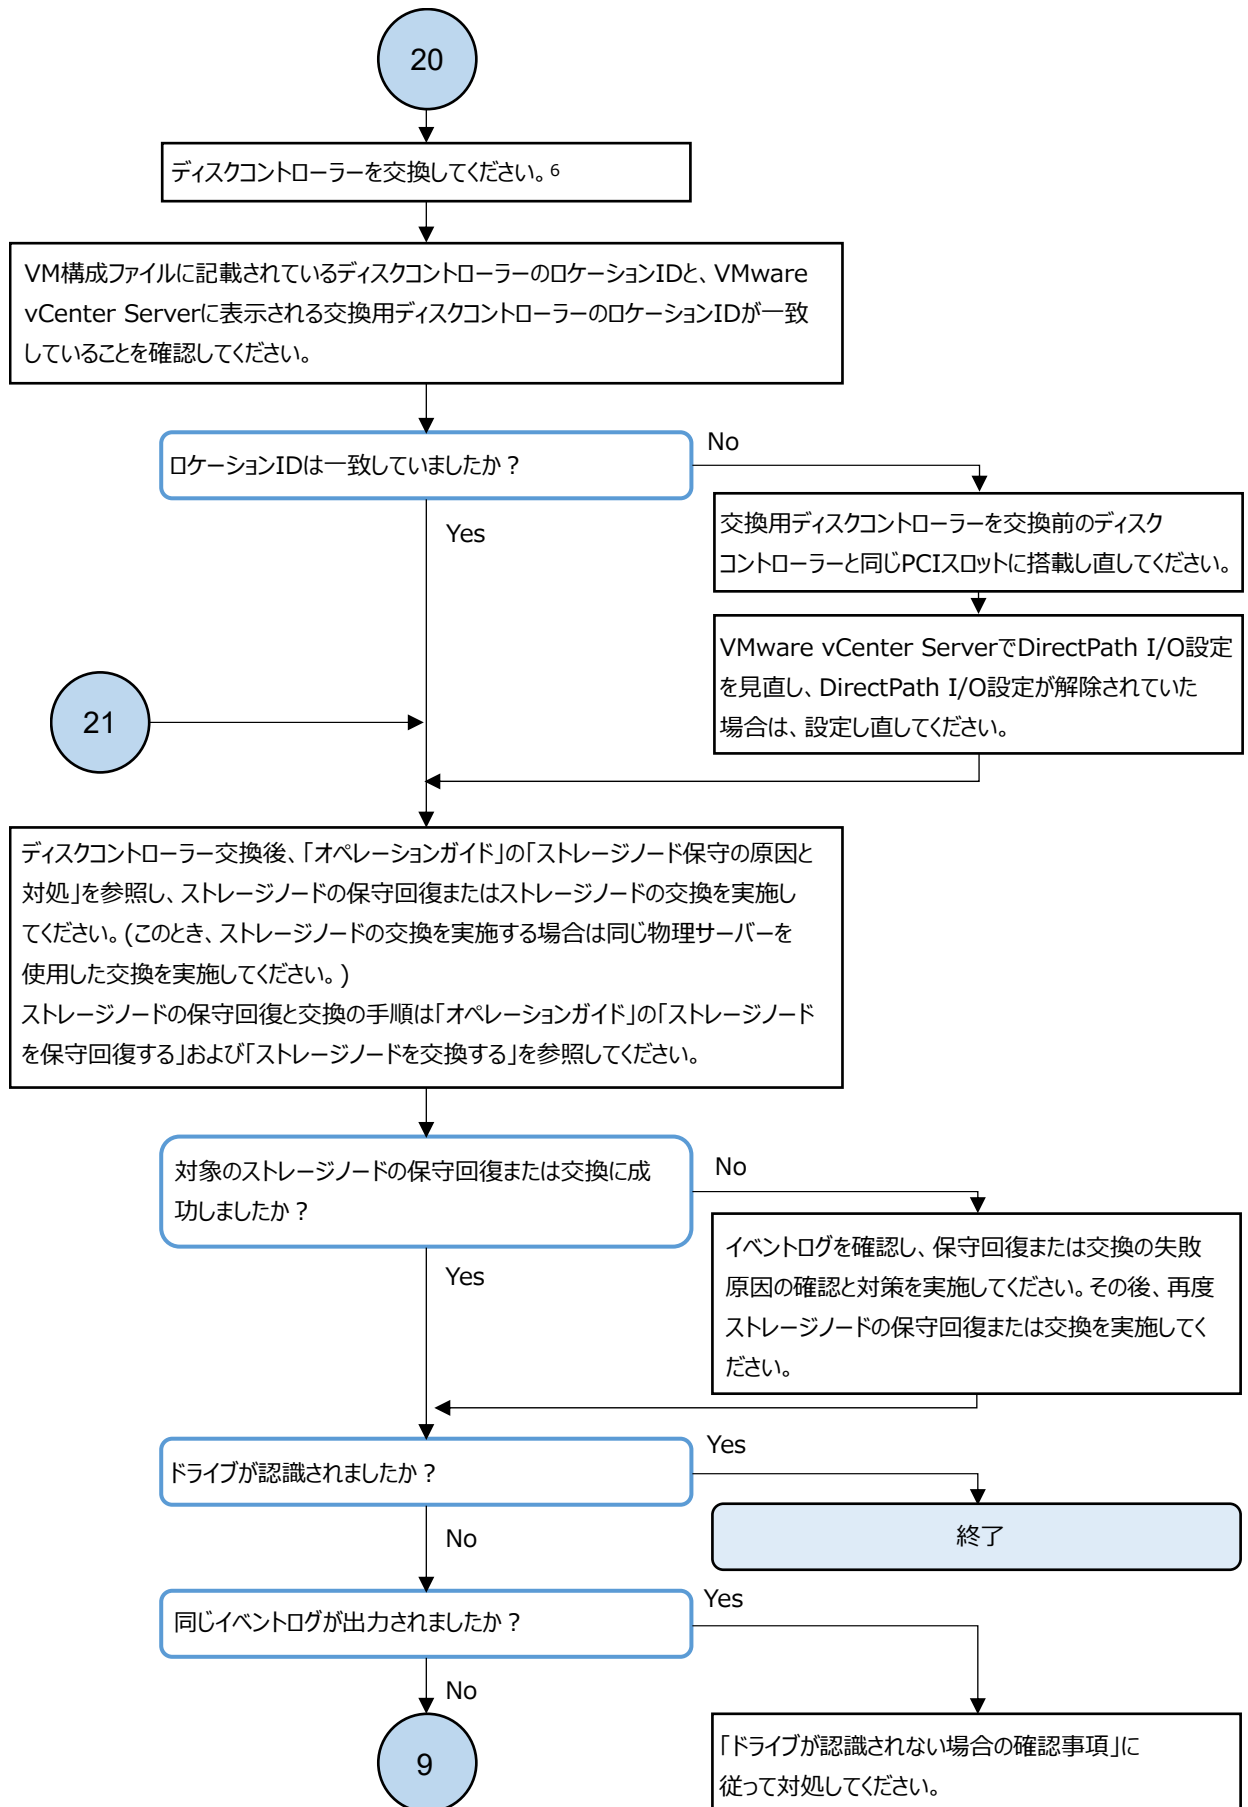 20
ディスクコントローラーを交換してください。6
VM構成ファイルに記載されているディスクコントローラーのロケーションIDと、VMware
vCenter Serverに表示される交換用ディスクコントローラーのロケーションIDが一致
していることを確認してください。
ロケーションIDは一致していましたか？
No
Yes
交換用ディスクコントローラーを交換前のディスク
コントローラーと同じPCIスロットに搭載し直してください。
VMware vCenter ServerでDirectPath I/O設定
を見直し、DirectPath I/O設定が解除されていた
場合は、設定し直してください。
21
ディスクコントローラー交換後、「オペレーションガイド」の「ストレージノード保守の原因と
対処」を参照し、ストレージノードの保守回復またはストレージノードの交換を実施し
てください。(このとき、ストレージノードの交換を実施する場合は同じ物理サーバーを
使用した交換を実施してください。)
ストレージノードの保守回復と交換の手順は「オペレーションガイド」の「ストレージノード
を保守回復する」および「ストレージノードを交換する」を参照してください。
対象のストレージノードの保守回復または交換に成
功しましたか？
No
Yes
イベントログを確認し、保守回復または交換の失敗
原因の確認と対策を実施してください。その後、再度
ストレージノードの保守回復または交換を実施してく
ださい。
ドライブが認識されましたか？
Yes
No
終了
同じイベントログが出力されましたか？
Yes
No
9
「ドライブが認識されない場合の確認事項」に
従って対処してください。